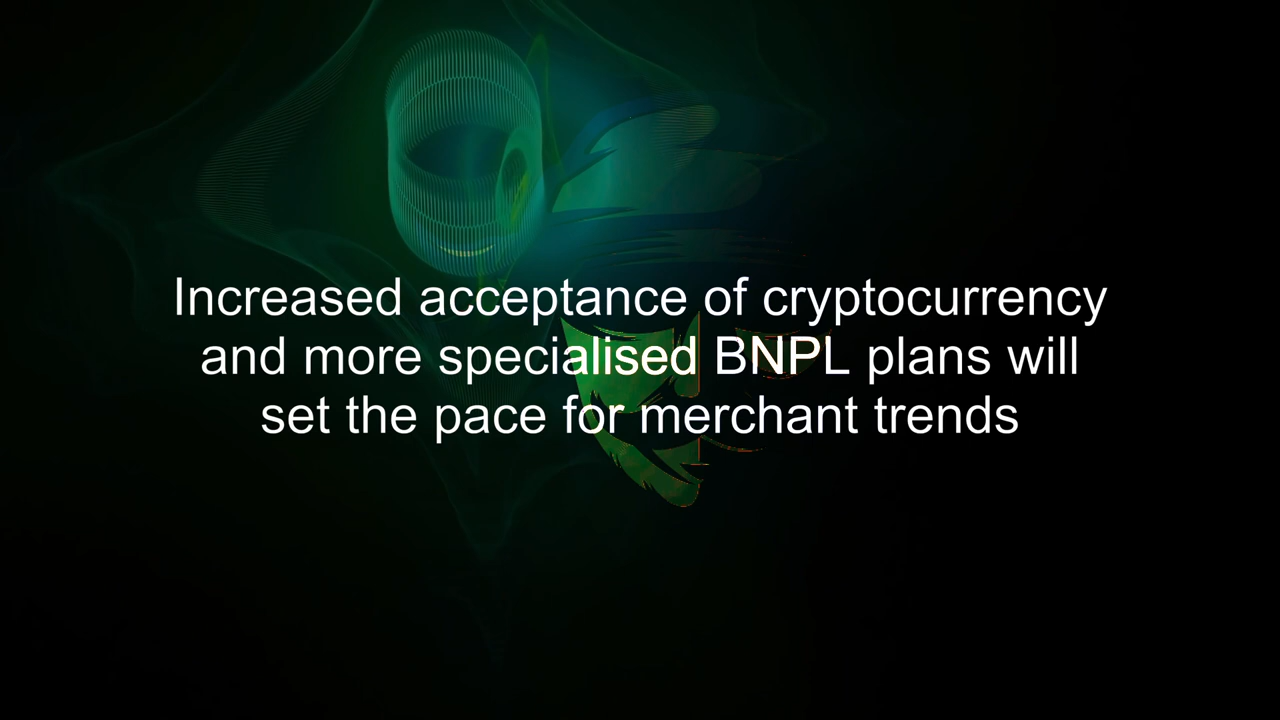 Increased acceptance of cryptocurrency
and more specialised BNPL plans will
set the pace for merchant trends